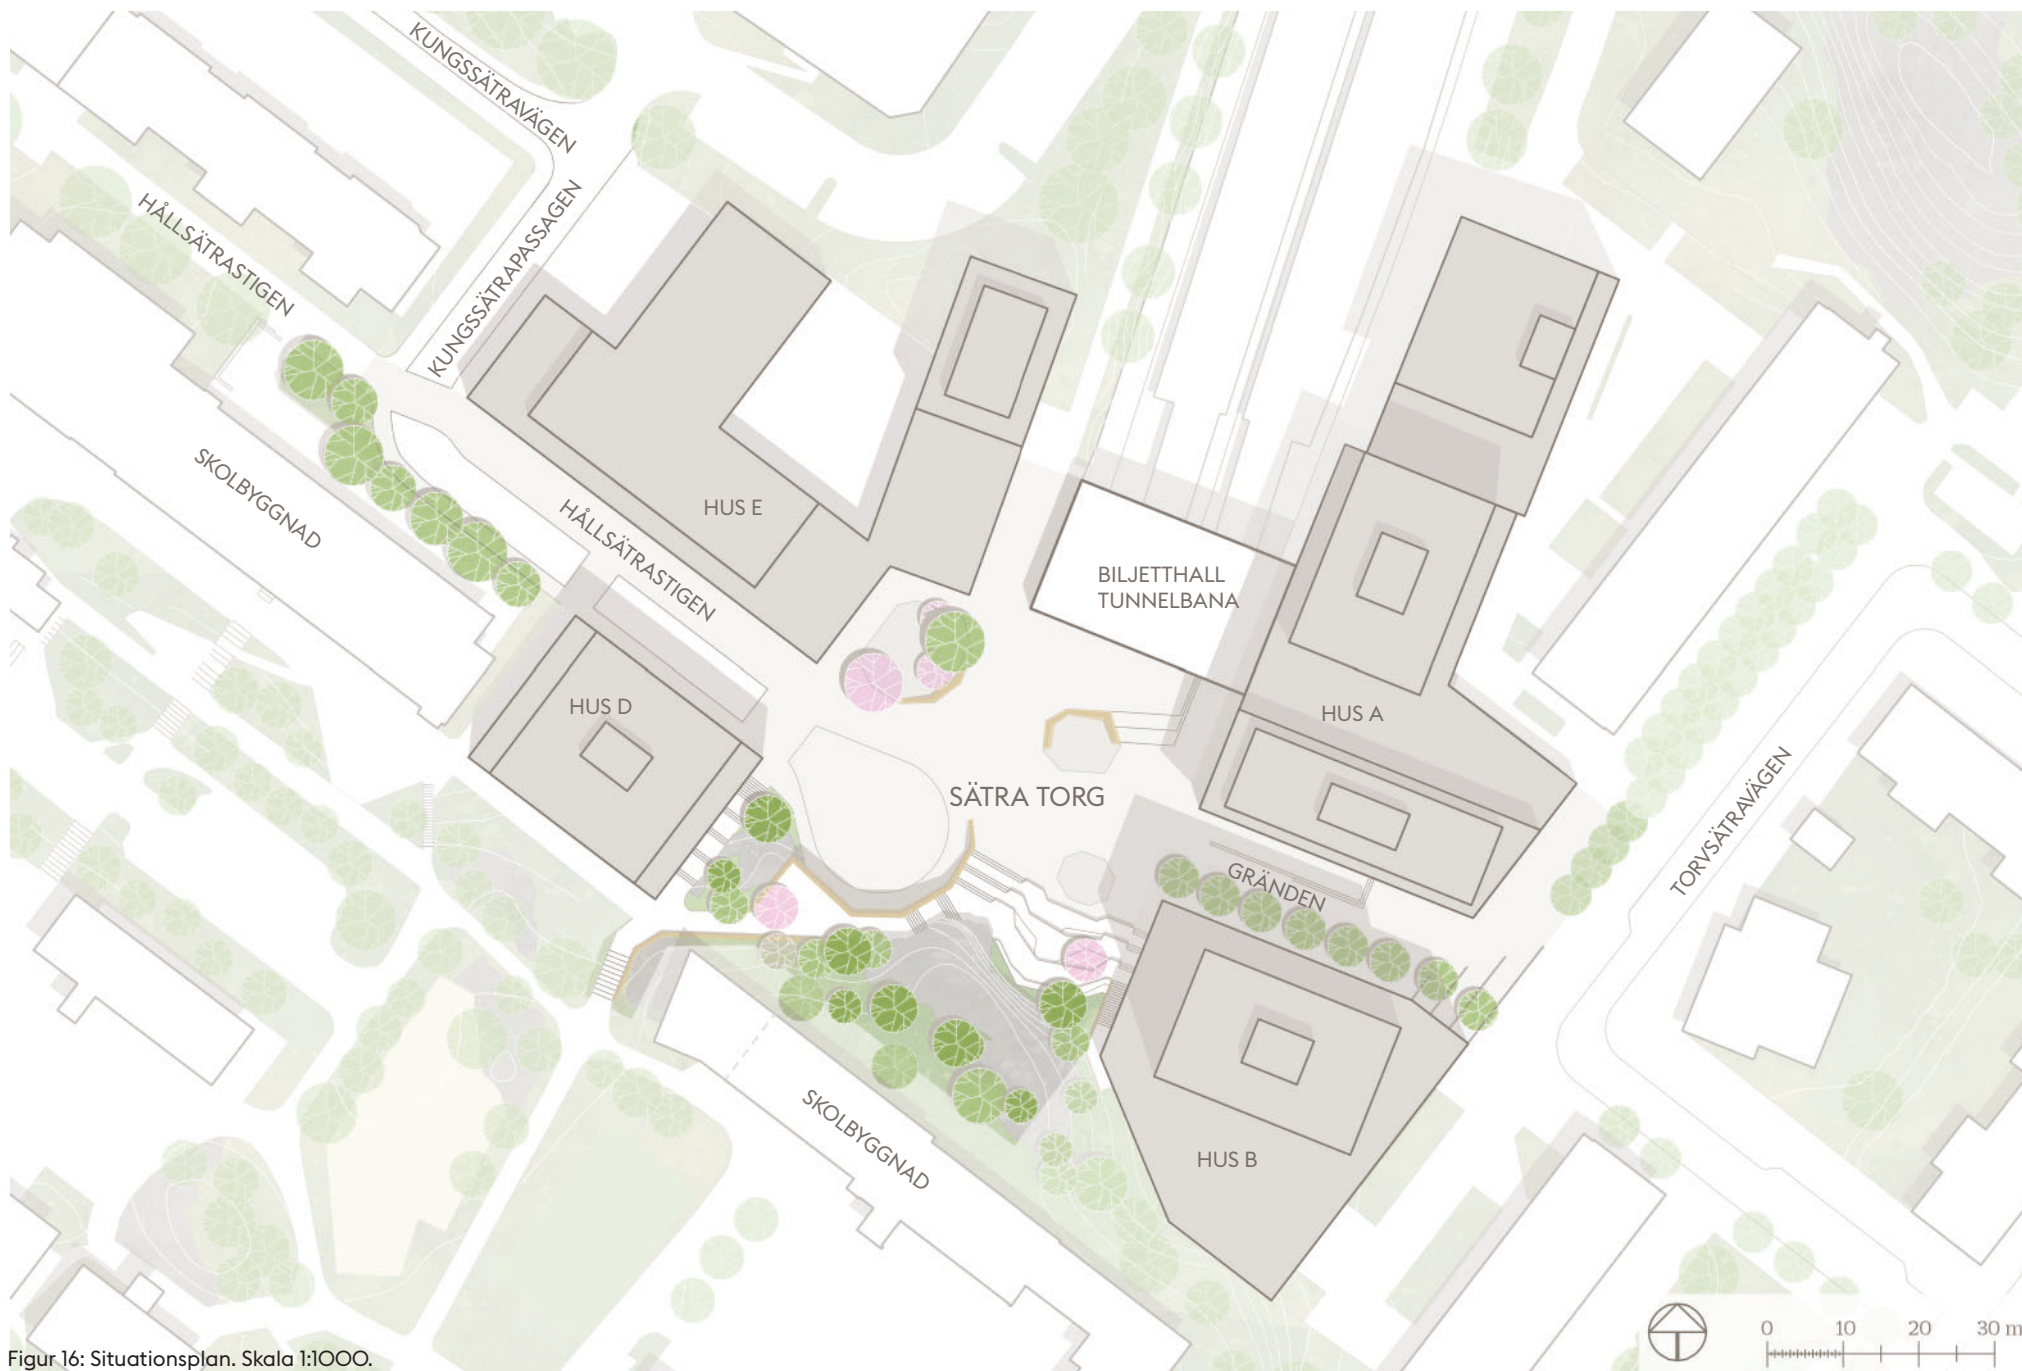 KUNGSSÄTRAVÄGEN
HÅLLSÄTRASTIGEN
KUNGSSÄTRAPASSAGEN
SKOLBYGGNAD
HUS E
HÅLLSÄTRASTIGEN
BILJETTHALL
TUNNELBANA
HUS D
HUS A
SÄTRA TORG
TORVSÄTRAVÄGEN
GRÄNDEN
SKOLBYGGNAD
HUS B
0 10 20 30 m
Figur 16: Situationsplan. Skala 1:1000.